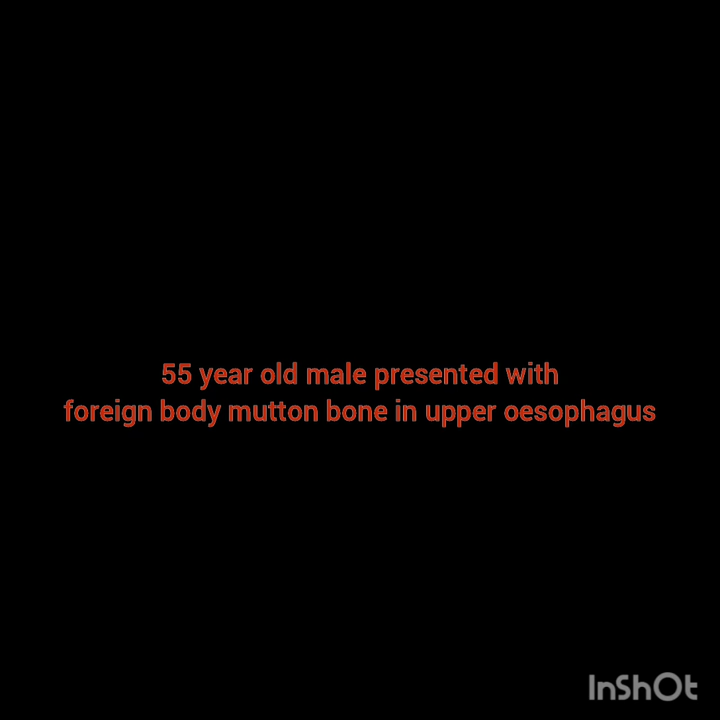 55 year old male presented with
foreign body mutton bone in upper oesophagus
InShOt